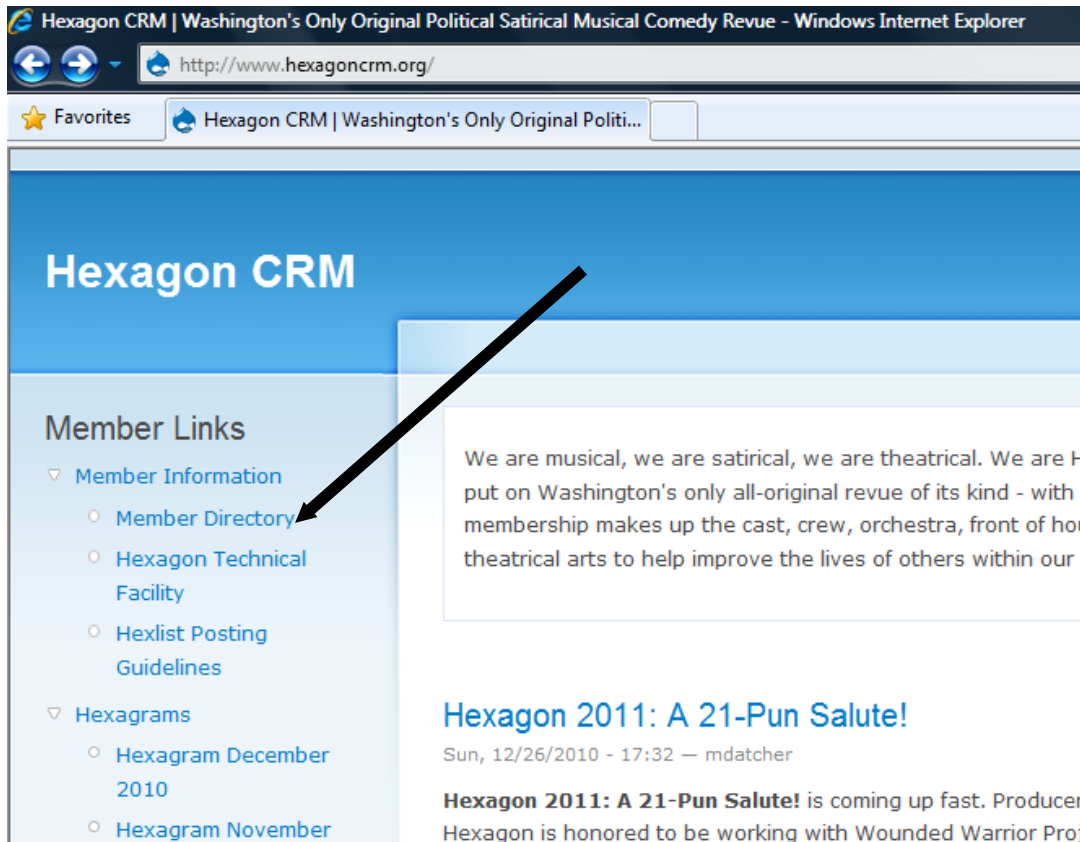 Hexagon CRM | Washington's Only Original Political Satirical Musical Comedy Revue - Windows Internet Explorer
http://www.hexagoncrm.org/
Favorites
Hexagon CRM | Washington's Only Original Politi...
Hexagon CRM
Member Links
Member Information
Member Directory
Hexagon Technical
Facility
Hexlist Posting
Guidelines
Hexagrams
Hexagram December
2010
Hexagram November
We are musical, we are satirical, we are theatrical. We are H
put on Washington's only all-original revue of its kind - with
membership makes up the cast, crew, orchestra, front of hou
theatrical arts to help improve the lives of others within our
Hexagon 2011: A 21-Pun Salute!
Sun, 12/26/2010 - 17:32 — mdatcher
Hexagon 2011: A 21-Pun Salute! is coming up fast. Producer
Hexagon is honored to be working with Wounded Warrior Proj